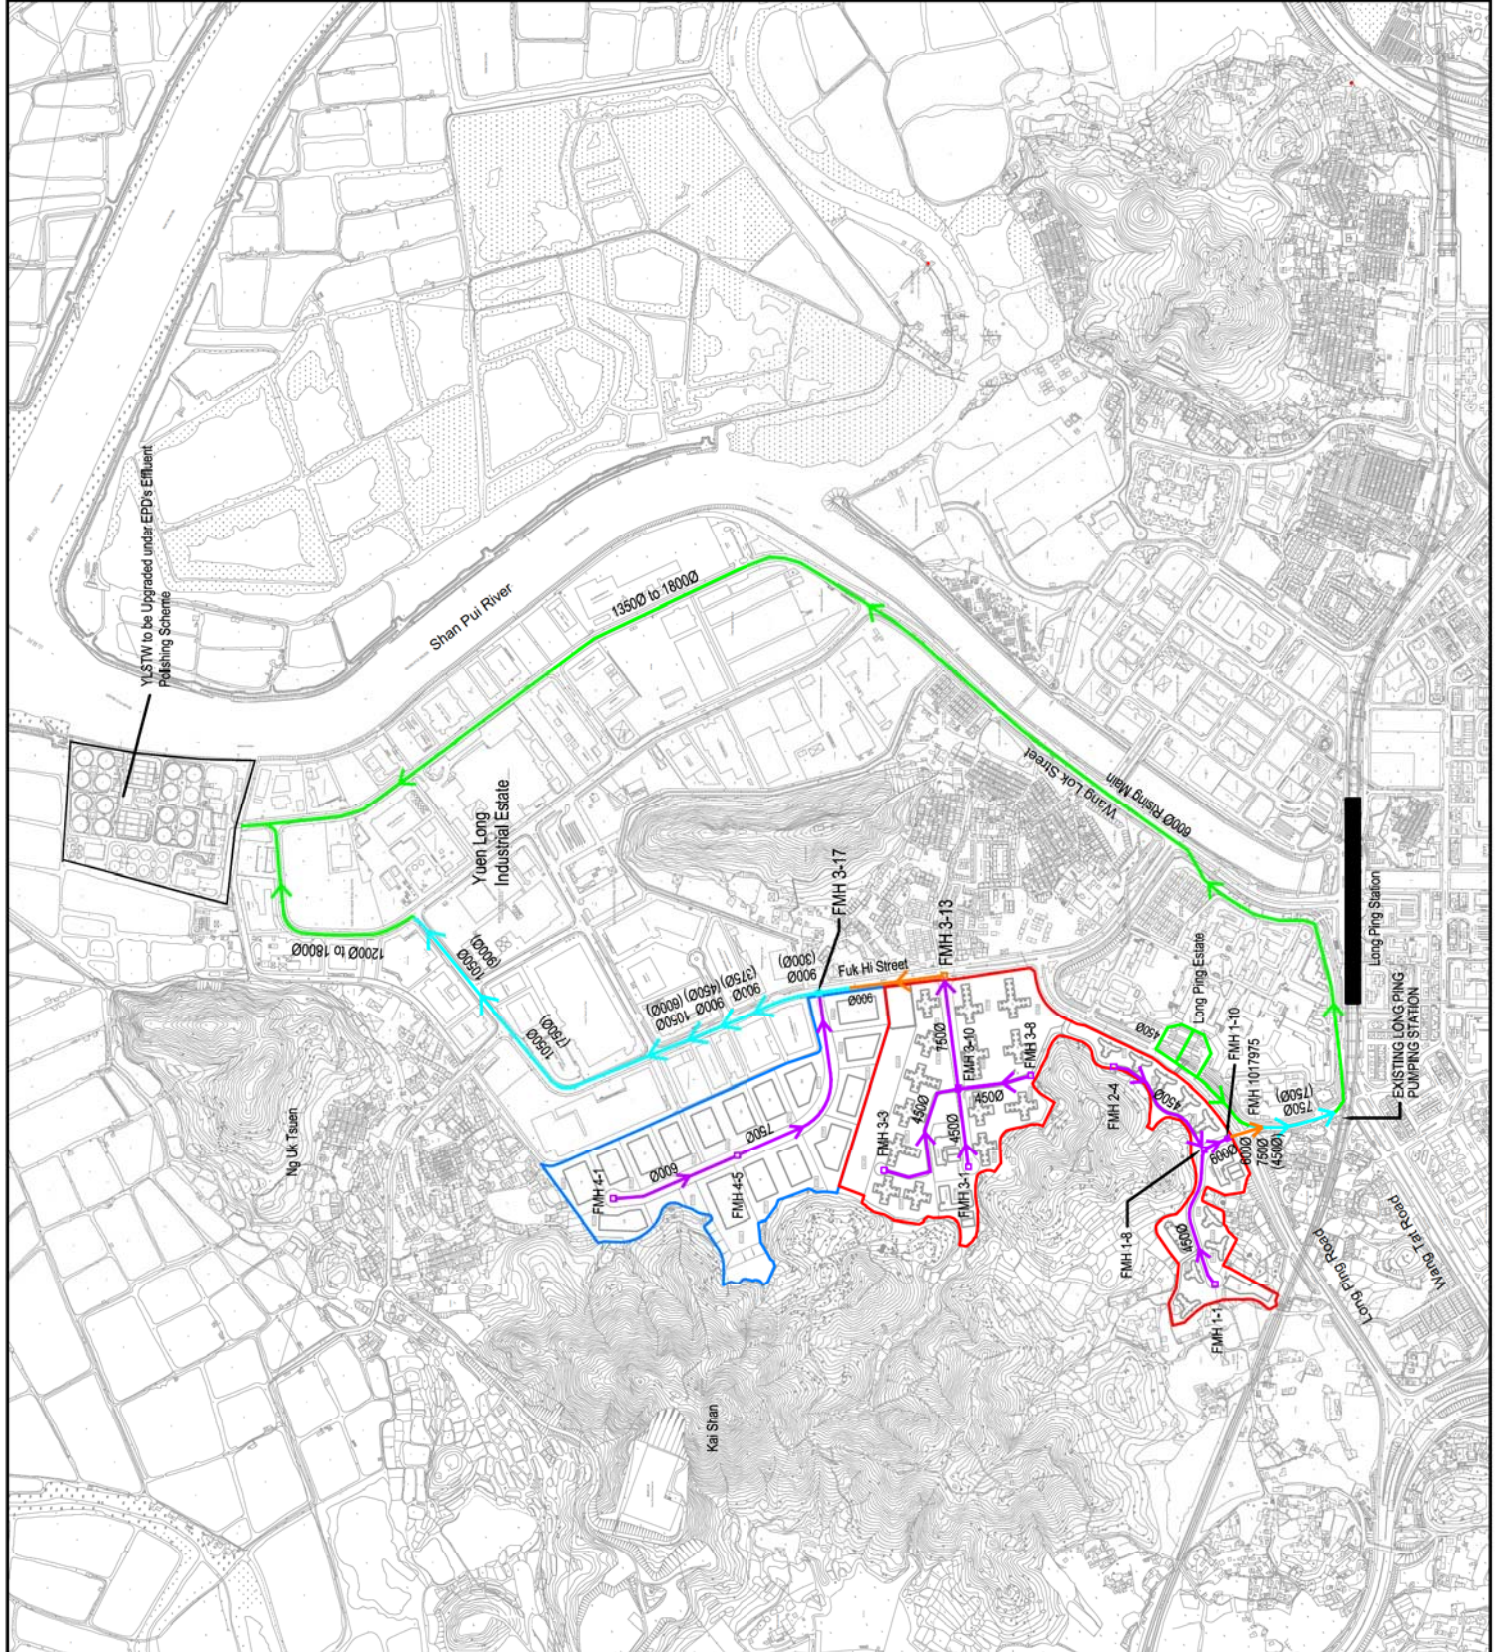 YLSTW to be Upgraded under EPD's Effluent
Polishing Scheme
Shan Pui River
1350Ø to 1800Ø
Yuen Long
Industrial Estate
1200Ø to 1800Ø
1050Ø
(900Ø)
1050Ø
(750Ø)
900Ø 900Ø 1050Ø
(375Ø) (450Ø) (600Ø)
900Ø
(300Ø)
Fuk Hi Street
900Ø
FMH 3-17
FMH 3-13
Wang Lok Street
600Ø Rising Main
Ng Uk Tsuen
FMH 4-1
600Ø
FMH 4-5
750Ø
FMH 3-3
450Ø
450Ø
FMH 3-1
750Ø
FMH 3-10
450Ø
FMH 3-8
FMH 2-4
450Ø
450Ø
Long Ping Estate
Long Ping Station
FMH 1-10
FMH 1017975
750Ø
(750Ø)
600Ø
600Ø
750Ø
(450Ø)
EXISTING LONG PING
PUMPING STATION
FMH 1-8
450Ø
FMH 1-1
Long Ping Road
Wang Tat Road
Kai Shan